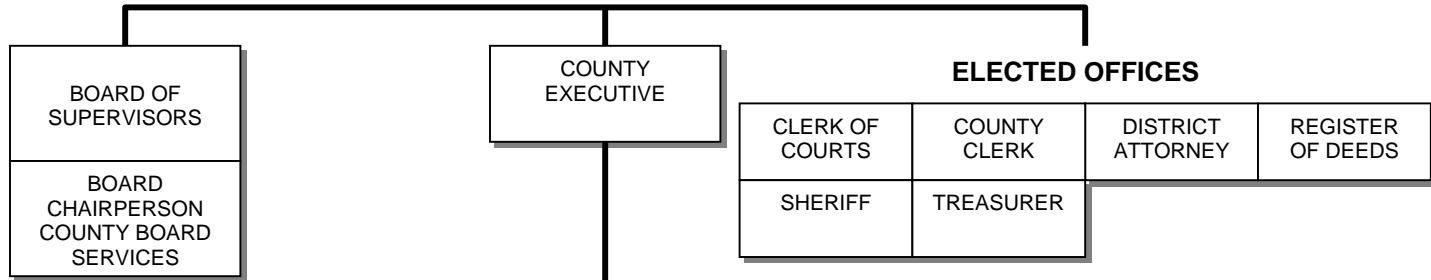 BOARD OF
SUPERVISORS
BOARD
CHAIRPERSON
COUNTY BOARD
SERVICES
COUNTY
EXECUTIVE
ELECTED OFFICES
CLERK OF
COURTS
COUNTY
CLERK
DISTRICT
ATTORNEY
REGISTER
OF DEEDS
SHERIFF
TREASURER